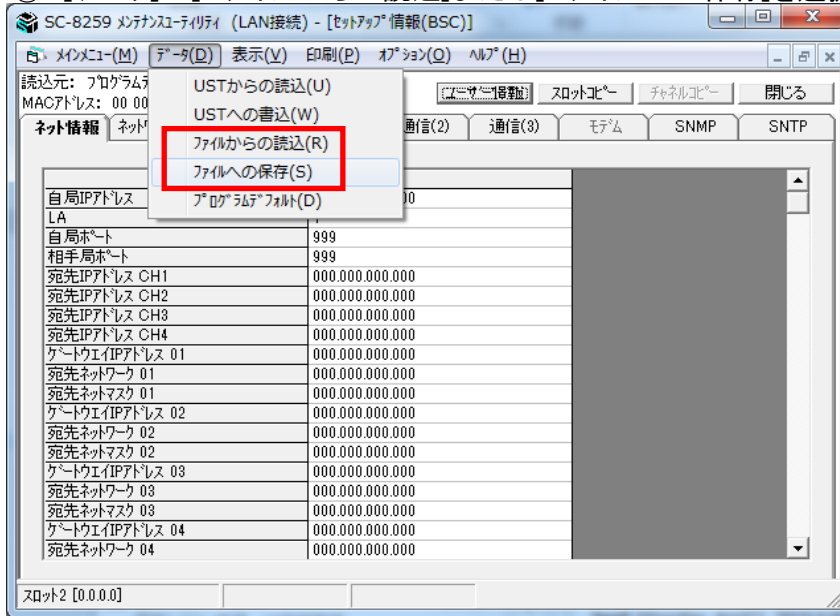 SC-8259 ﾒﾝﾃﾅﾝｽﾕｰﾃｨﾘﾃｨ (LAN接続) - [ｾｯﾄｱｯﾌﾟ情報(BSC)]
ﾒｲﾝﾒﾆｭｰ(M) ﾃﾞｰﾀ(D) 表示(V) 印刷(P) ｵﾌﾟｼｮﾝ(O) ﾍﾙﾌﾟ(H)
読込元: ﾌﾟﾛｸﾞﾗﾑﾃﾞ
MACｱﾄﾞﾚｽ: 00 00
ﾕｰｻﾞｰ情報 ｽﾛｯﾄｺﾋﾟｰ ﾁｬﾈﾙｺﾋﾟｰ 閉じる
USTからの読込(U)
USTへの書込(W)
ﾌｧｲﾙからの読込(R)
ﾌｧｲﾙへの保存(S)
ﾌﾟﾛｸﾞﾗﾑﾃﾞﾌｫﾙﾄ(D)
ﾈｯﾄ情報 ﾈｯﾄﾜ 通信(2) 通信(3) ﾓﾃﾞﾑ SNMP SNTP
自局IPｱﾄﾞﾚｽ
LA
自局ﾎﾟｰﾄ 999
相手局ﾎﾟｰﾄ 999
宛先IPｱﾄﾞﾚｽ CH1 000.000.000.000
宛先IPｱﾄﾞﾚｽ CH2 000.000.000.000
宛先IPｱﾄﾞﾚｽ CH3 000.000.000.000
宛先IPｱﾄﾞﾚｽ CH4 000.000.000.000
ｹﾞｰﾄｳｴｲIPｱﾄﾞﾚｽ 01 000.000.000.000
宛先ﾈｯﾄﾜｰｸ 01 000.000.000.000
宛先ﾈｯﾄﾏｽｸ 01 000.000.000.000
ｹﾞｰﾄｳｴｲIPｱﾄﾞﾚｽ 02 000.000.000.000
宛先ﾈｯﾄﾜｰｸ 02 000.000.000.000
宛先ﾈｯﾄﾏｽｸ 02 000.000.000.000
ｹﾞｰﾄｳｴｲIPｱﾄﾞﾚｽ 03 000.000.000.000
宛先ﾈｯﾄﾜｰｸ 03 000.000.000.000
宛先ﾈｯﾄﾏｽｸ 03 000.000.000.000
ｹﾞｰﾄｳｴｲIPｱﾄﾞﾚｽ 04 000.000.000.000
宛先ﾈｯﾄﾜｰｸ 04 000.000.000.000
ｽﾛｯﾄ2 [0.0.0.0]